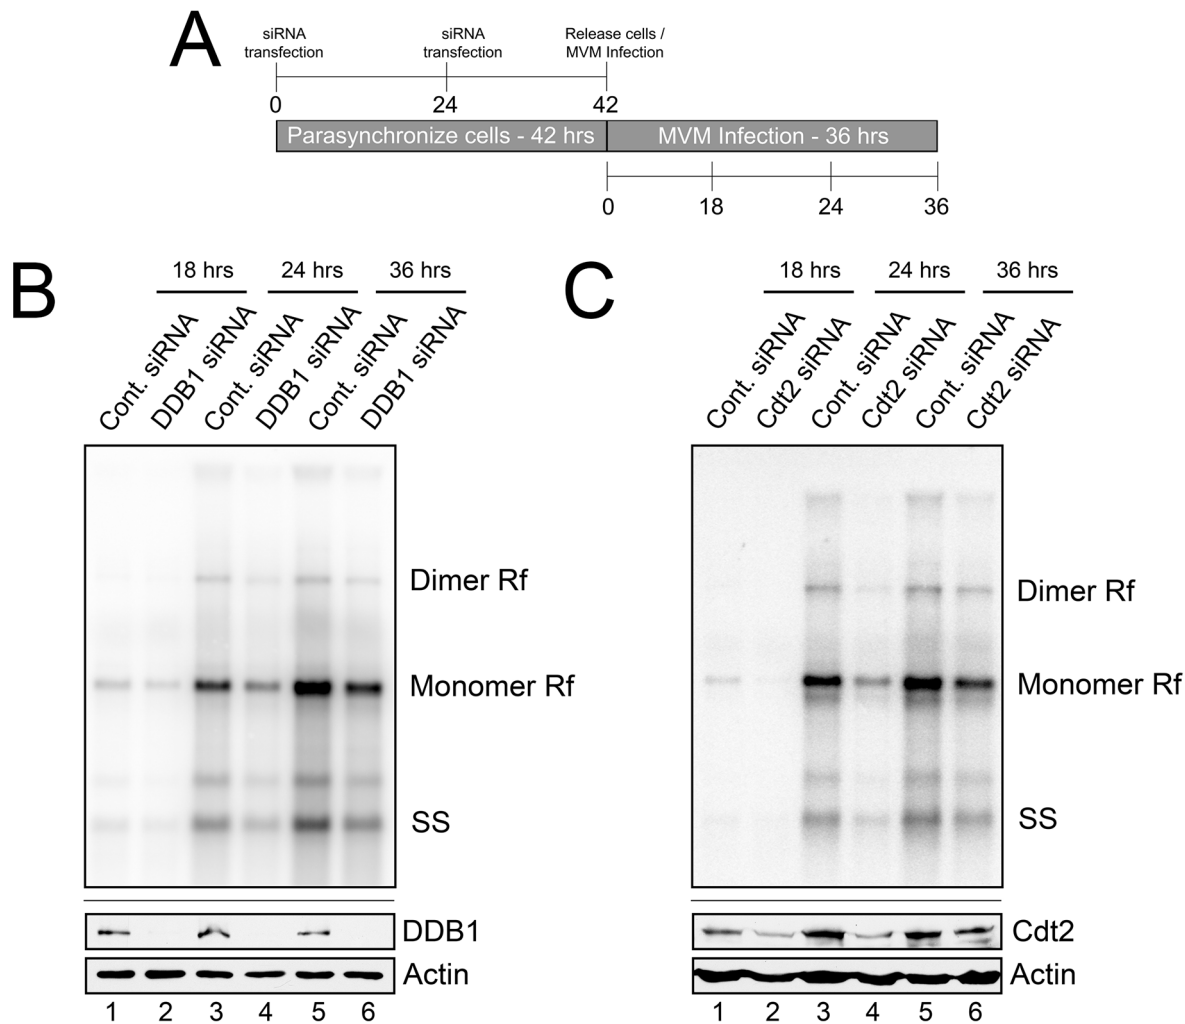 A
siRNA transfection
siRNA transfection
Release cells / MVM Infection
0 24 42
Parasynchronize cells - 42 hrs MVM Infection - 36 hrs
0 18 24 36
B
18 hrs 24 hrs 36 hrs
Cont. siRNA
DDB1 siRNA
Cont. siRNA
DDB1 siRNA
Cont. siRNA
DDB1 siRNA
Dimer Rf
Monomer Rf
SS
DDB1
Actin
1 2 3 4 5 6
C
18 hrs 24 hrs 36 hrs
Cont. siRNA
Cdt2 siRNA
Cont. siRNA
Cdt2 siRNA
Cont. siRNA
Cdt2 siRNA
Dimer Rf
Monomer Rf
SS
Cdt2
Actin
1 2 3 4 5 6